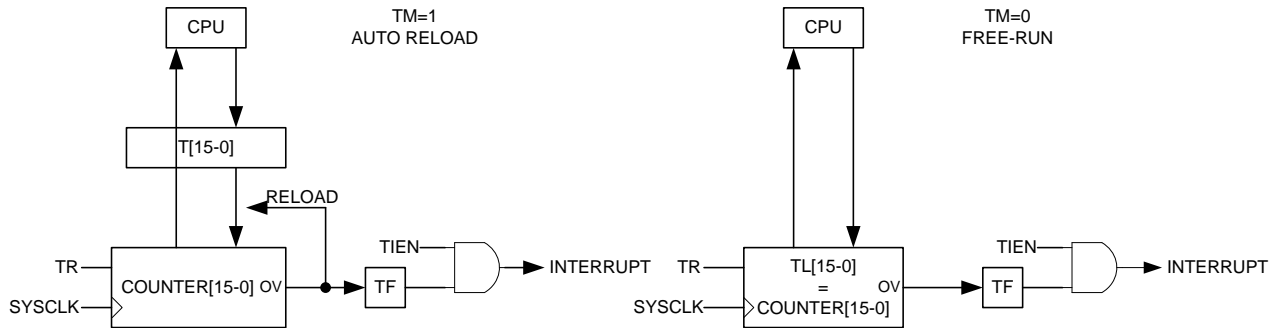 CPU
TM=1
AUTO RELOAD
T[15-0]
RELOAD
TR
SYSCLK
COUNTER[15-0] OV
TF
TIEN
INTERRUPT
CPU
TM=0
FREE-RUN
TR
SYSCLK
TL[15-0]
=
COUNTER[15-0]
OV
TF
TIEN
INTERRUPT